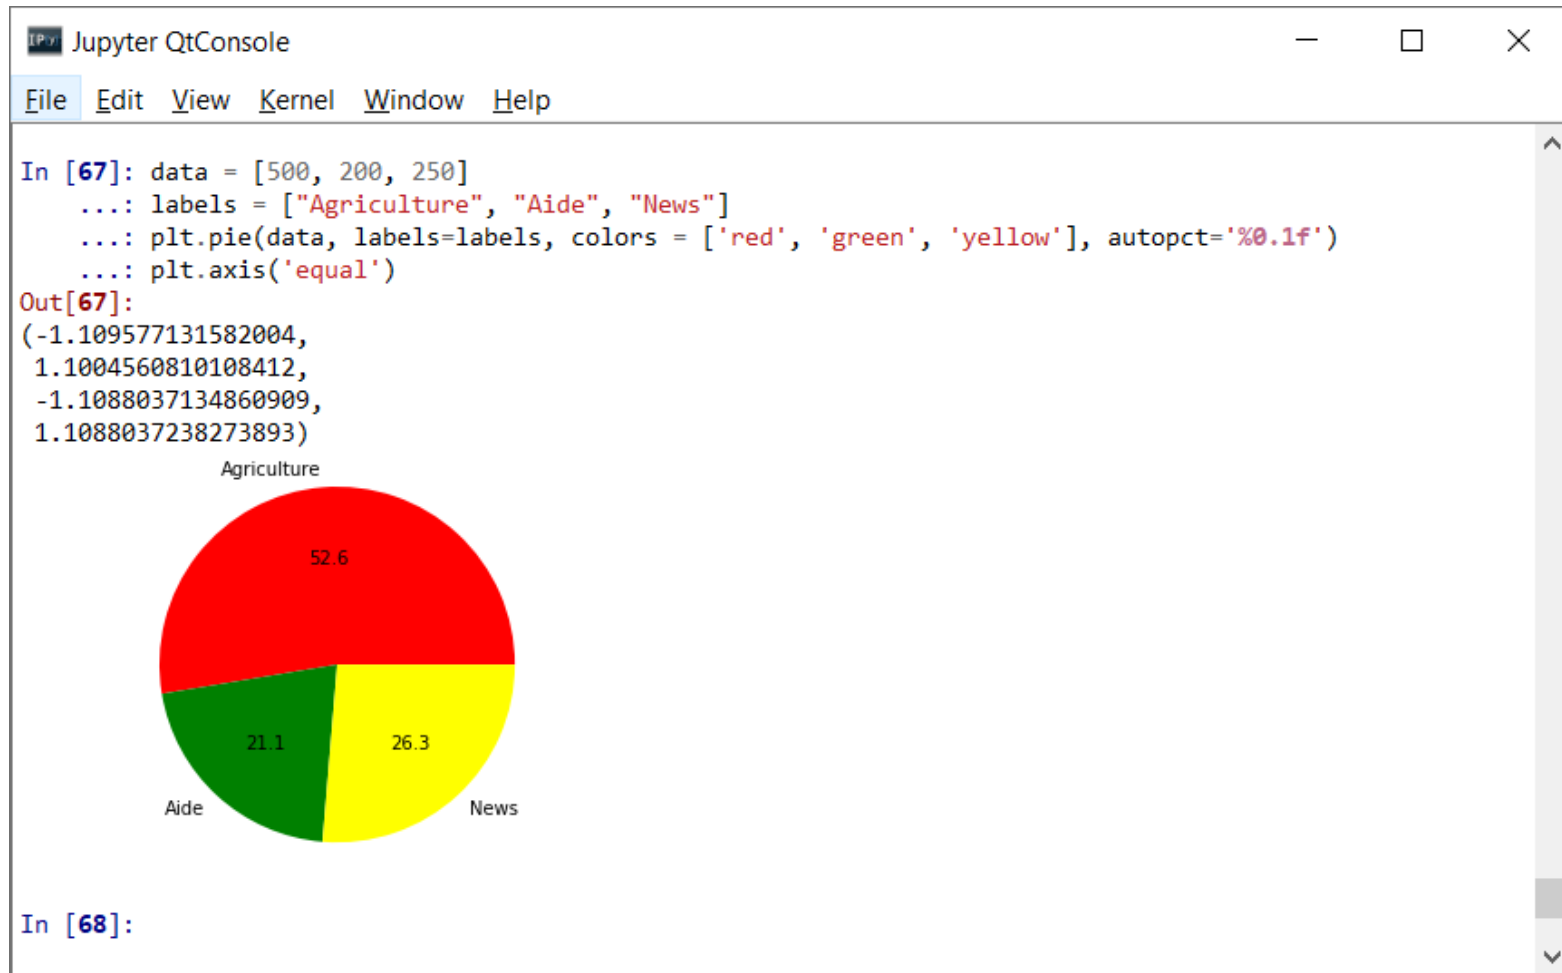 IP Jupyter QtConsole
File Edit View Kernel Window Help
In [67]: data = [500, 200, 250]
...: labels = ["Agriculture", "Aide", "News"]
...: plt.pie(data, labels=labels, colors = ['red', 'green', 'yellow'], autopct='%0.1f')
...: plt.axis('equal')
Out[67]:
(-1.109577131582004,
1.1004560810108412,
-1.1088037134860909,
1.1088037238273893)
Agriculture
52.6
21.1 26.3
Aide News
In [68]: